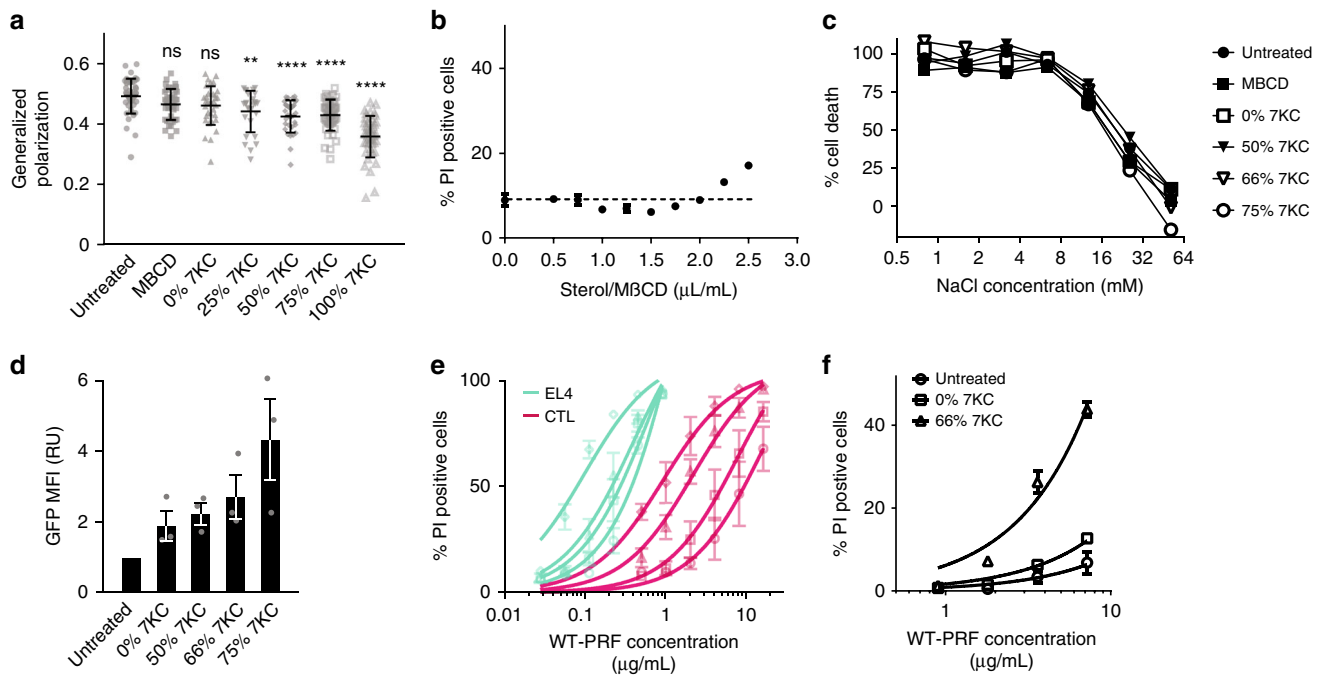 a
Generalized
polarization
0.6
0.4
0.2
0
ns
ns
**
****
****
****
Untreated
MBCD
0% 7KC
25% 7KC
50% 7KC
75% 7KC
100% 7KC
b
% PI positive cells
40
20
0
0.0
0.5
1.0
1.5
2.0
2.5
3.0
Sterol/MßCD (μL/mL)
c
% cell death
100
75
50
25
0
0.5
1
2
4
8
16
32
64
NaCl concentration (mM)
Untreated
MBCD
0% 7KC
50% 7KC
66% 7KC
75% 7KC
d
GFP MFI (RU)
6
4
2
0
Untreated
0% 7KC
50% 7KC
66% 7KC
75% 7KC
e
% PI positive cells
100
50
0
EL4
CTL
0.01
0.1
1
10
WT-PRF concentration
(μg/mL)
f
% PI postive cells
40
20
0
Untreated
0% 7KC
66% 7KC
1
10
WT-PRF concentration
(μg/mL)